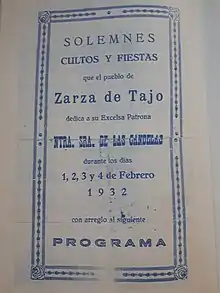 SOLEMNES
CULTOS Y FIESTAS
que el pueblo de
Zarza de Tajo
dedica a su Excelsa Patrona
NTRA. SRA. DE LAS CANDELAS
durante los días
1, 2, 3 y 4 de Febrero
1932
con arreglo al siguiente
PROGRAMA